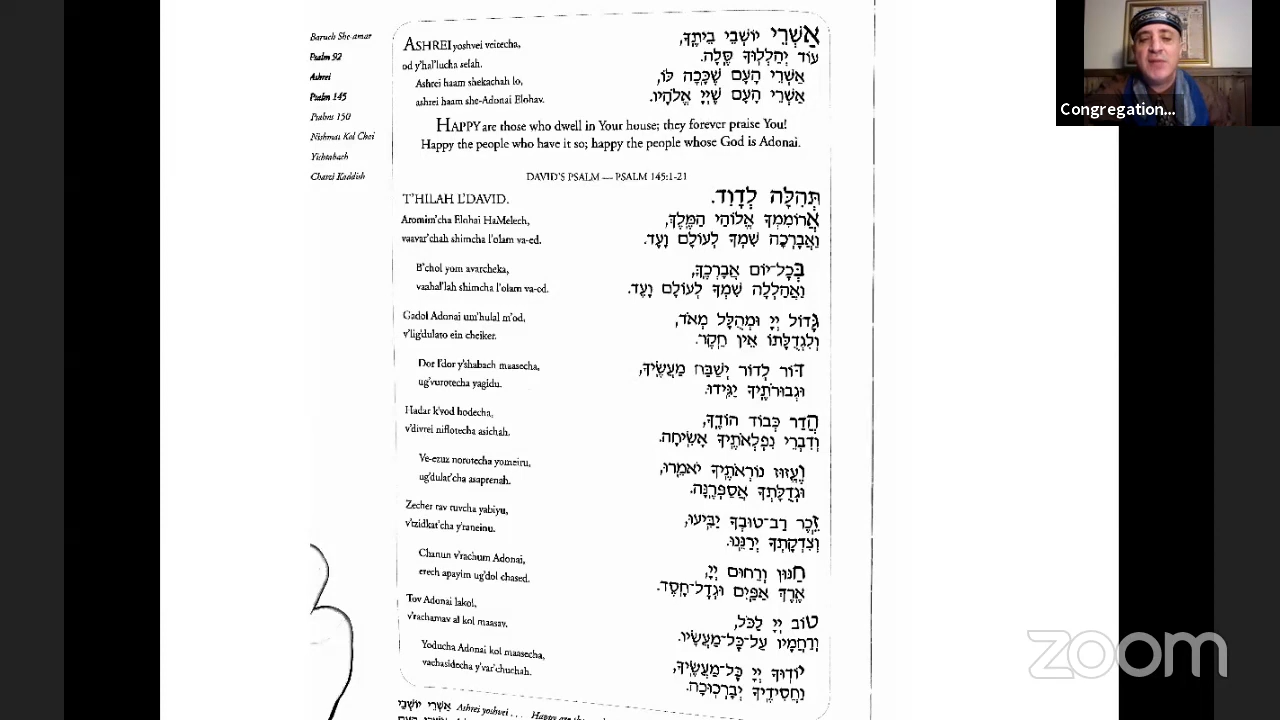 Baruch She-amar
Psalm 92
Ashrei
Psalm 145
Psalms 150
Nishmat Kol Chei
Yishtabach
Chatzi Kaddish
ASHREI yoshvei veitecha,
od y'hal'lucha selah.
Ashrei haam shekachah lo,
ashrei haam she-Adonai Elohav.
אַשְׁרֵי יוֹשְׁבֵי בֵיתֶֽךָ,
עוֹד יְהַלְלֽוּךָ סֶּֽלָה.
אַשְׁרֵי הָעָם שֶׁכָּֽכָה לּוֹ,
אַשְׁרֵי הָעָם שֶׁיְיָ אֱלֹהָיו.
HAPPY are those who dwell in Your house; they forever praise You!
Happy the people who have it so; happy the people whose God is Adonai.
DAVID'S PSALM — PSALM 145:1-21
T'HILAH L'DAVID.
Aromim'cha Elohai HaMelech,
vaavar'chah shimcha l'olam va-ed.
B'chol yom avarcheka,
vaahal'lah shimcha l'olam va-ed.
Gadol Adonai um'hulal m'od,
v'lig'dulato ein cheiker.
Dor l'dor y'shabach maasecha,
ug'vurotecha yagidu.
Hadar k'vod hodecha,
v'divrei niflotecha asichah.
Ve-ezuz norotecha yomeiru,
ug'dulat'cha asaprenah.
Zecher rav tuvcha yabiyu,
v'tzidkat'cha y'raneinu.
Chanun v'rachum Adonai,
erech apayim ug'dol chased.
Tov Adonai lakol,
v'rachamav al kol maasav.
Yoducha Adonai kol maasecha,
vachasidecha y'var'chuchah.
תְּהִלָּה לְדָוִד.
אֲרוֹמִמְךָ אֱלוֹהַי הַמֶּֽלֶךְ,
וַאֲבָרְכָה שִׁמְךָ לְעוֹלָם וָעֶד.
בְּכָל־יוֹם אֲבָרְכֶֽךָּ,
וַאֲהַלְלָה שִׁמְךָ לְעוֹלָם וָעֶד.
גָּדוֹל יְיָ וּמְהֻלָּל מְאֹד,
וְלִגְדֻלָּתוֹ אֵין חֵקֶר.
דּוֹר לְדוֹר יְשַׁבַּח מַעֲשֶֽׂיךָ,
וּגְבוּרֹתֶֽיךָ יַגִּֽידוּ.
הֲדַר כְּבוֹד הוֹדֶֽךָ,
וְדִבְרֵי נִפְלְאֹתֶֽיךָ אָשִֽׂיחָה.
וֶעֱזוּז נוֹרְאֹתֶֽיךָ יֹאמֵֽרוּ,
וּגְדֻלָּתְךָ אֲסַפְּרֶֽנָּה.
זֵֽכֶר רַב־טוּבְךָ יַבִּֽיעוּ,
וְצִדְקָתְךָ יְרַנֵּֽנוּ.
חַנּוּן וְרַחוּם יְיָ,
אֶֽרֶךְ אַפַּֽיִם וּגְדָל־חָֽסֶד.
טוֹב יְיָ לַכֹּל,
וְרַחֲמָיו עַל־כָּל־מַעֲשָׂיו.
יוֹדֽוּךָ יְיָ כָּל־מַעֲשֶֽׂיךָ,
וַחֲסִידֶֽיךָ יְבָרְכֽוּכָה.
אַשְׁרֵי יוֹשְׁבֵי Ashrei yoshvei . . . Happy are
Congregation...
zoom